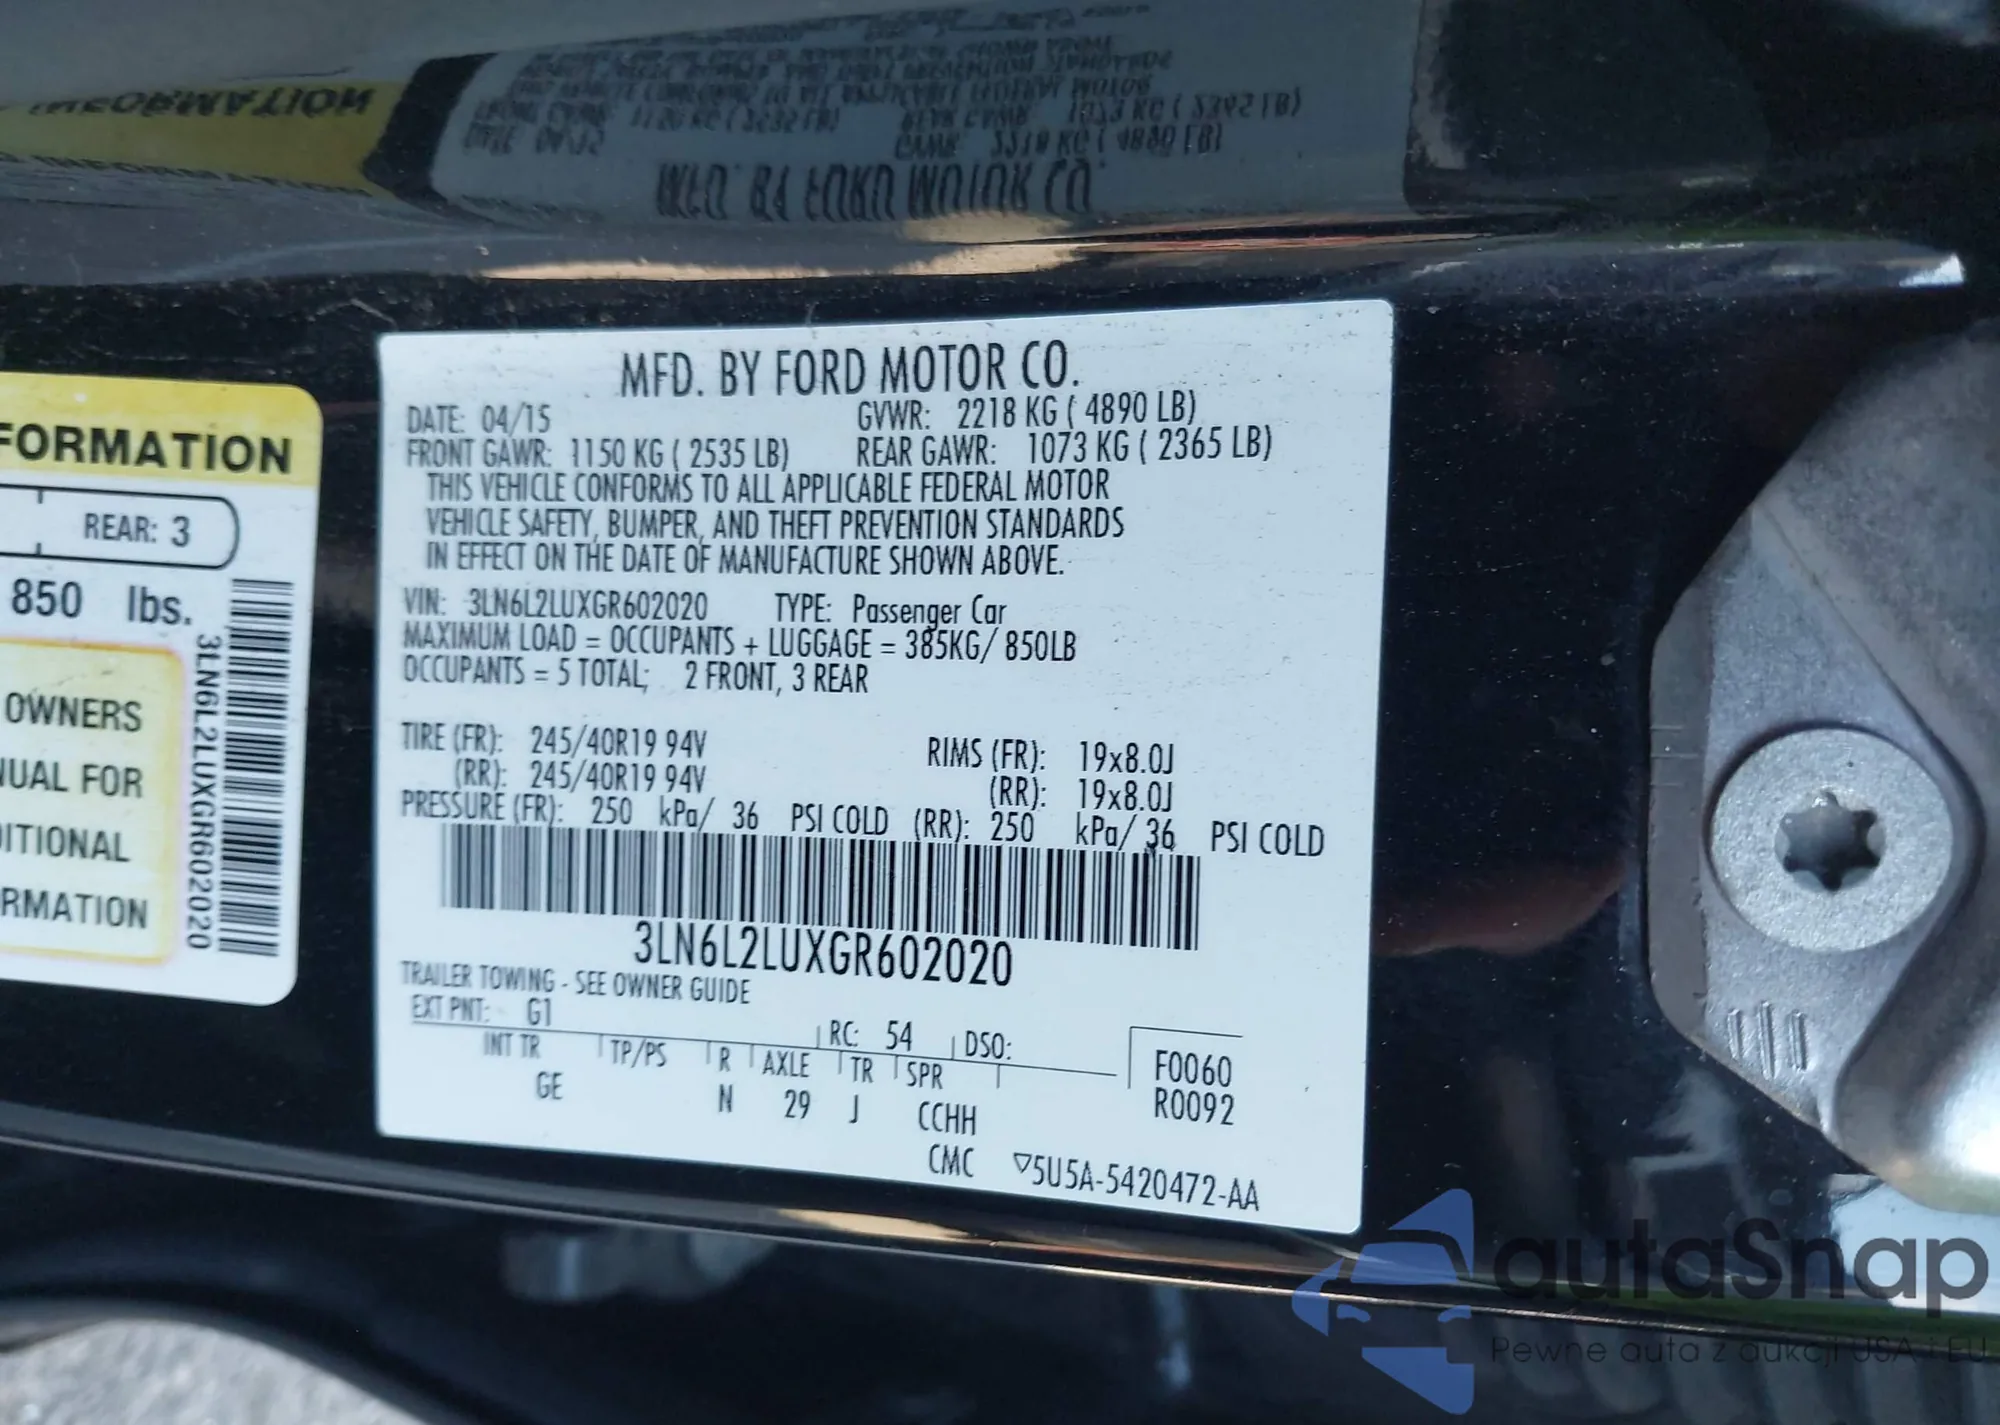 MFD. BY FORD MOTOR CO.
DATE: 04/15 GVWR: 2218 KG ( 4890 LB)
FRONT GAWR: 1150 KG ( 2535 LB) REAR GAWR: 1073 KG ( 2365 LB)
THIS VEHICLE CONFORMS TO ALL APPLICABLE FEDERAL MOTOR
VEHICLE SAFETY, BUMPER, AND THEFT PREVENTION STANDARDS
IN EFFECT ON THE DATE OF MANUFACTURE SHOWN ABOVE.
VIN: 3LN6L2LUXGR602020 TYPE: Passenger Car
MAXIMUM LOAD = OCCUPANTS + LUGGAGE = 385KG/ 850LB
OCCUPANTS = 5 TOTAL; 2 FRONT, 3 REAR
TIRE (FR): 245/40R19 94V RIMS (FR): 19x8.0J
(RR): 245/40R19 94V (RR): 19x8.0J
PRESSURE (FR): 250 kPa/ 36 PSI COLD (RR): 250 kPa/ 36 PSI COLD
3LN6L2LUXGR602020
TRAILER TOWING - SEE OWNER GUIDE
EXT PNT: G1 RC: 54 DSO:
INT TR TP/PS R AXLE TR SPR
GE N 29 J CCHH
CMC
F0060
R0092
▽5U5A-5420472-AA
FORMATION
REAR: 3
850 lbs.
OWNERS
NUAL FOR
DITIONAL
RMATION
3LN6L2LUXGR602020
autaSnap
Pewne auta z aukcji USA i EU